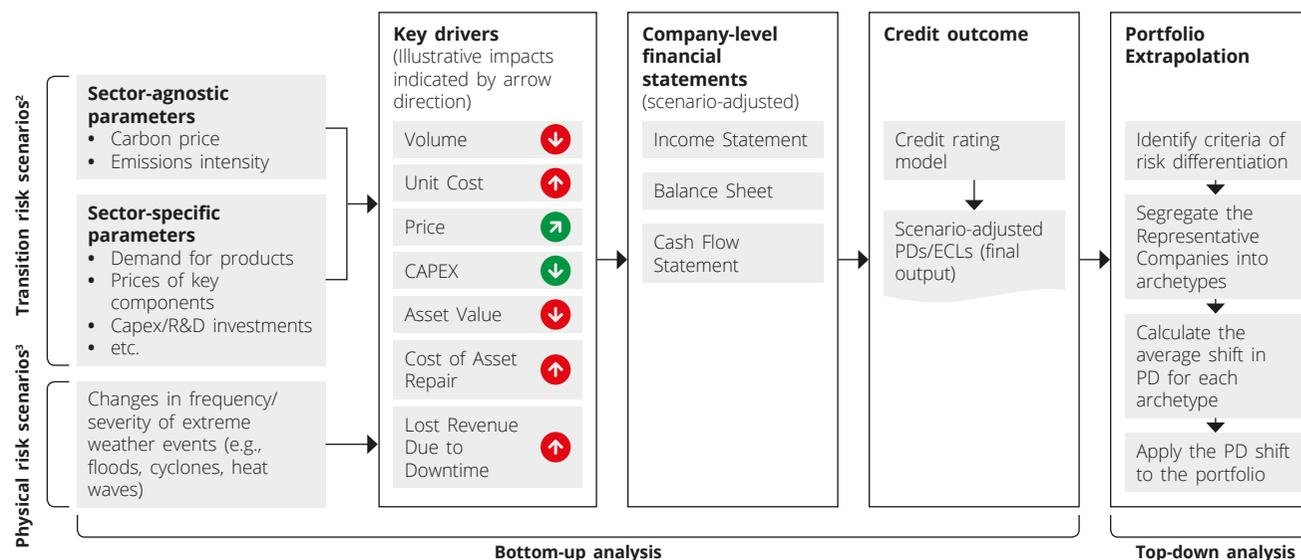 Transition risk scenarios²
Sector-agnostic
parameters
• Carbon price
• Emissions intensity
Sector-specific
parameters
• Demand for products
• Prices of key
components
• Capex/R&D investments
• etc.
Physical risk scenarios³
Changes in frequency/
severity of extreme
weather events (e.g.,
floods, cyclones, heat
waves)
Key drivers
(Illustrative impacts
indicated by arrow
direction)
Volume
Unit Cost
Price
CAPEX
Asset Value
Cost of Asset
Repair
Lost Revenue
Due to
Downtime
Company-level
financial
statements
(scenario-adjusted)
Income Statement
Balance Sheet
Cash Flow
Statement
Credit outcome
Credit rating
model
Scenario-adjusted
PDs/ECLs (final
output)
Portfolio
Extrapolation
Identify criteria of
risk differentiation
Segregate the
Representative
Companies into
archetypes
Calculate the
average shift in
PD for each
archetype
Apply the PD shift
to the portfolio
Bottom-up analysis
Top-down analysis